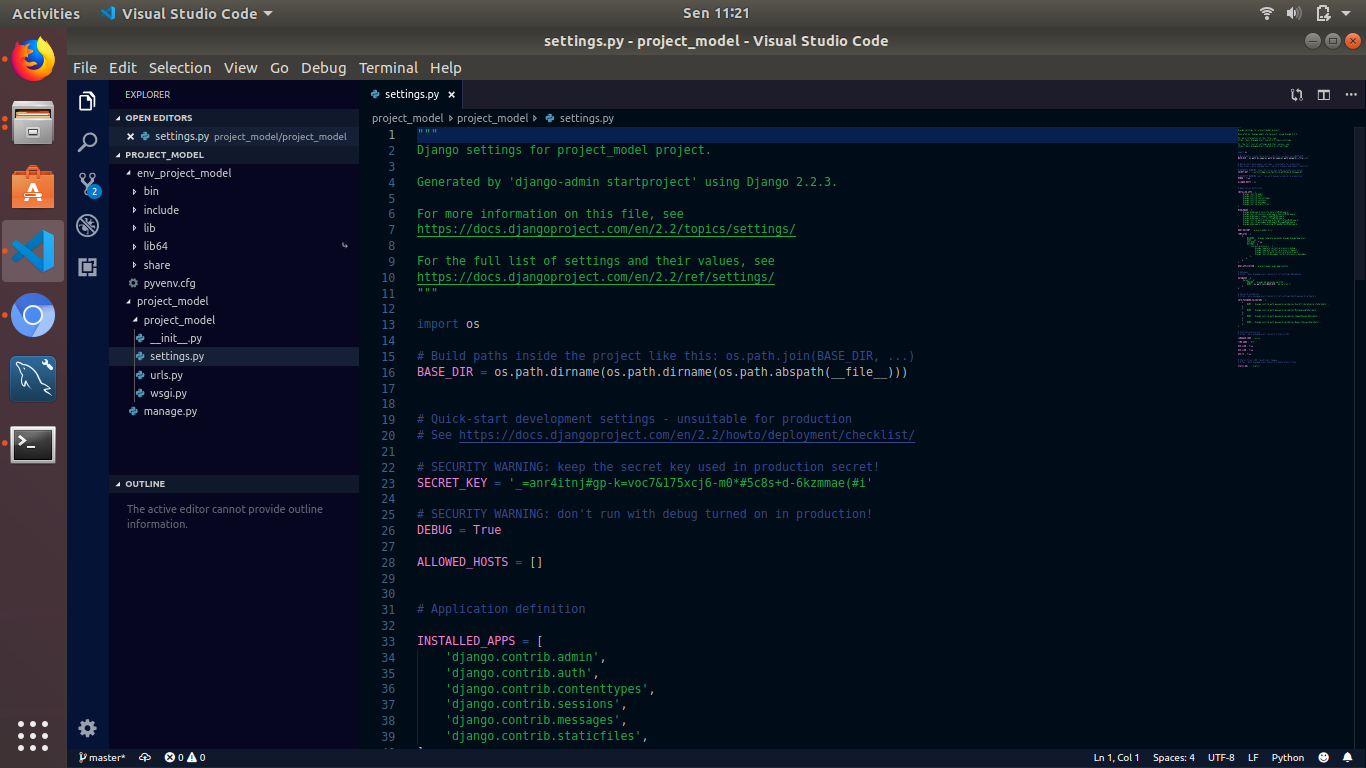 Activities Visual Studio Code Sen 11:21
settings.py - project_model - Visual Studio Code
File Edit Selection View Go Debug Terminal Help
EXPLORER
OPEN EDITORS
settings.py project_model/project_model
PROJECT_MODEL
env_project_model
bin
include
lib
lib64
share
pyvenv.cfg
project_model
project_model
__init__.py
settings.py
urls.py
wsgi.py
manage.py
OUTLINE
The active editor cannot provide outline
information.
2
settings.py
project_model project_model settings.py
1 """
2 Django settings for project_model project.
3
4 Generated by 'django-admin startproject' using Django 2.2.3.
5
6 For more information on this file, see
7 https://docs.djangoproject.com/en/2.2/topics/settings/
8
9 For the full list of settings and their values, see
10 https://docs.djangoproject.com/en/2.2/ref/settings/
11 """
12
13 import os
14
15 # Build paths inside the project like this: os.path.join(BASE_DIR, ...)
16 BASE_DIR = os.path.dirname(os.path.dirname(os.path.abspath(__file__)))
17
18
19 # Quick-start development settings - unsuitable for production
20 # See https://docs.djangoproject.com/en/2.2/howto/deployment/checklist/
21
22 # SECURITY WARNING: keep the secret key used in production secret!
23 SECRET_KEY = '_=anr4itnj#gp-k=voc7&175xcj6-m0*#5c8s+d-6kzmmae(#i'
24
25 # SECURITY WARNING: don't run with debug turned on in production!
26 DEBUG = True
27
28 ALLOWED_HOSTS = []
29
30
31 # Application definition
32
33 INSTALLED_APPS = [
34 'django.contrib.admin',
35 'django.contrib.auth',
36 'django.contrib.contenttypes',
37 'django.contrib.sessions',
38 'django.contrib.messages',
39 'django.contrib.staticfiles',
master* 0 0 Ln 1, Col 1 Spaces: 4 UTF-8 LF Python